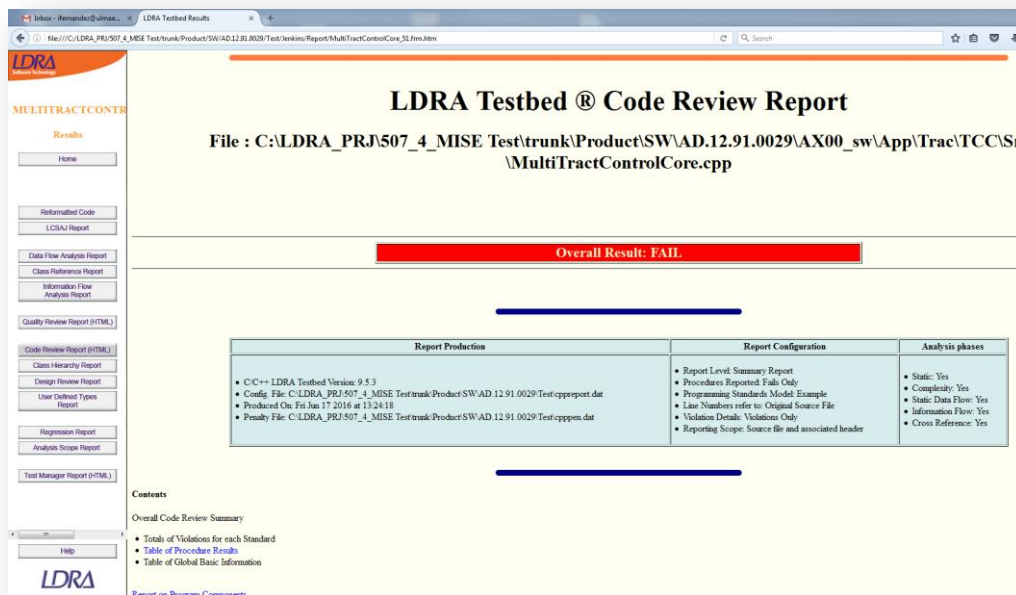 Inbox - ifernandez@ulmae...
LDRA Testbed Results
file:///C:/LDRA_PRJ/507_4_MISE Test/trunk/Product/SW/AD.12.91.0029/Test/Jenkins/Report/MultiTractControlCore_51.frm.htm
Search
LDRA
Software Technology
MULTITRACTCONTR
Results
Home
Reformatted Code
LCSAJ Report
Data Flow Analysis Report
Class Reference Report
Information Flow
Analysis Report
Quality Review Report (HTML)
Code Review Report (HTML)
Class Hierarchy Report
Design Review Report
User Defined Types
Report
Regression Report
Analysis Scope Report
Test Manager Report (HTML)
Help
LDRA
LDRA Testbed ® Code Review Report
File : C:\LDRA_PRJ\507_4_MISE Test\trunk\Product\SW\AD.12.91.0029\AX00_sw\App\Trac\TCC\Sr
\MultiTractControlCore.cpp
Overall Result: FAIL
Report Production
• C/C++ LDRA Testbed Version: 9.5.3
• Config. File: C:\LDRA_PRJ\507_4_MISE Test\trunk\Product\SW\AD.12.91.0029\Test\cppreport.dat
• Produced On: Fri Jun 17 2016 at 13:24:18
• Penalty File: C:\LDRA_PRJ\507_4_MISE Test\trunk\Product\SW\AD.12.91.0029\Test\cpppen.dat
Report Configuration
• Report Level: Summary Report
• Procedures Reported: Fails Only
• Programming Standards Model: Example
• Line Numbers refer to: Original Source File
• Violation Details: Violations Only
• Reporting Scope: Source file and associated header
Analysis phases
• Static: Yes
• Complexity: Yes
• Static Data Flow: Yes
• Information Flow: Yes
• Cross Reference: Yes
Contents
Overall Code Review Summary
• Totals of Violations for each Standard
• Table of Procedure Results
• Table of Global Basic Information
Report on Program Components